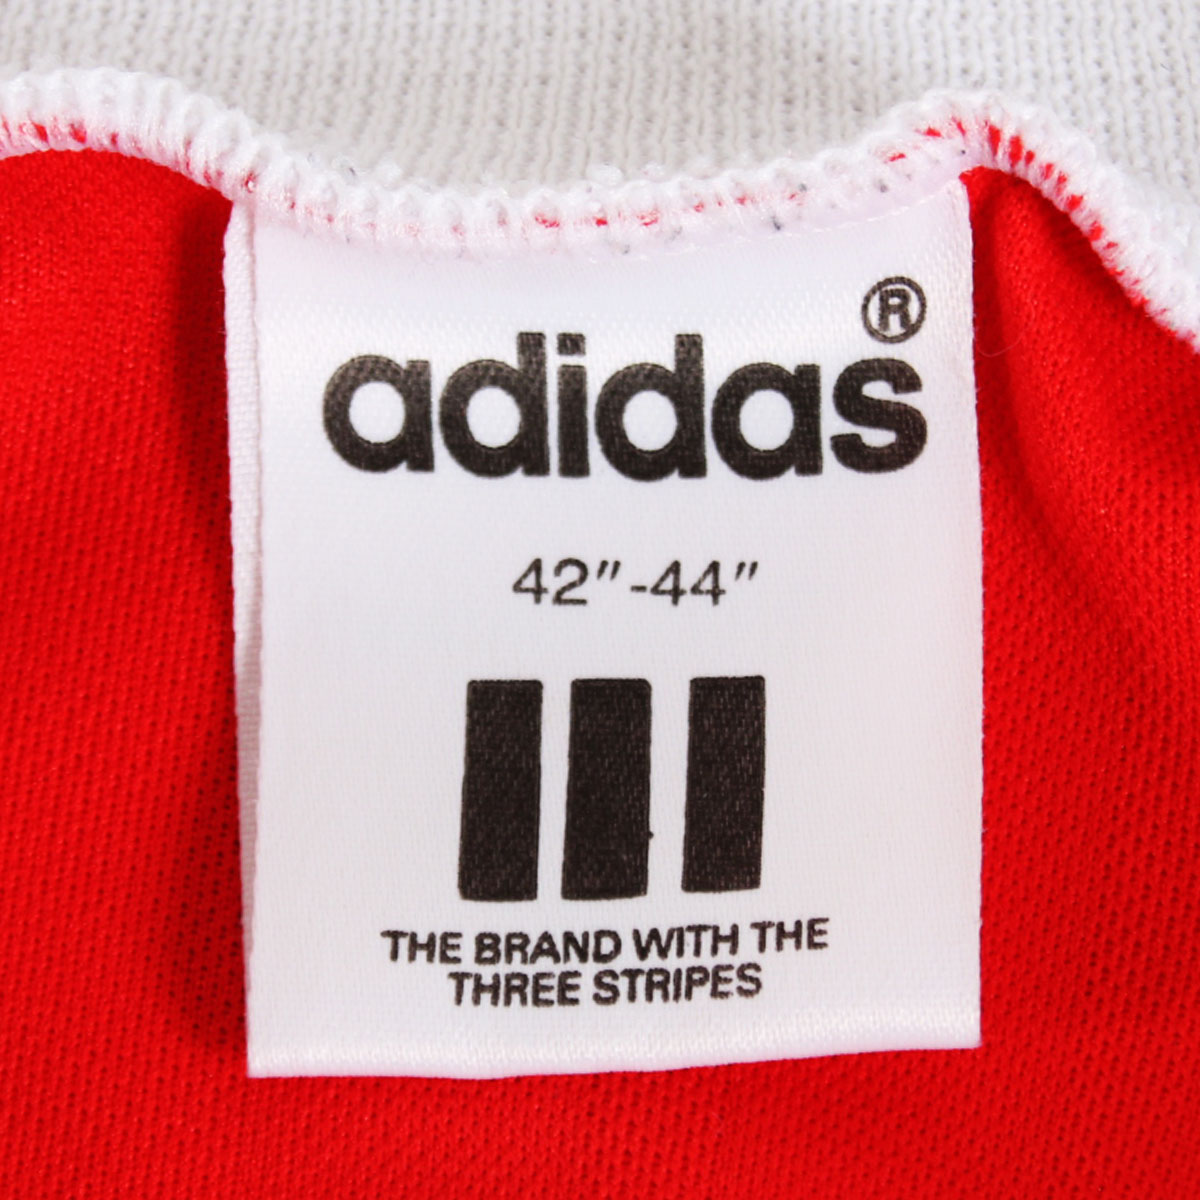 adidas®
42"-44"
THE BRAND WITH THE
THREE STRIPES